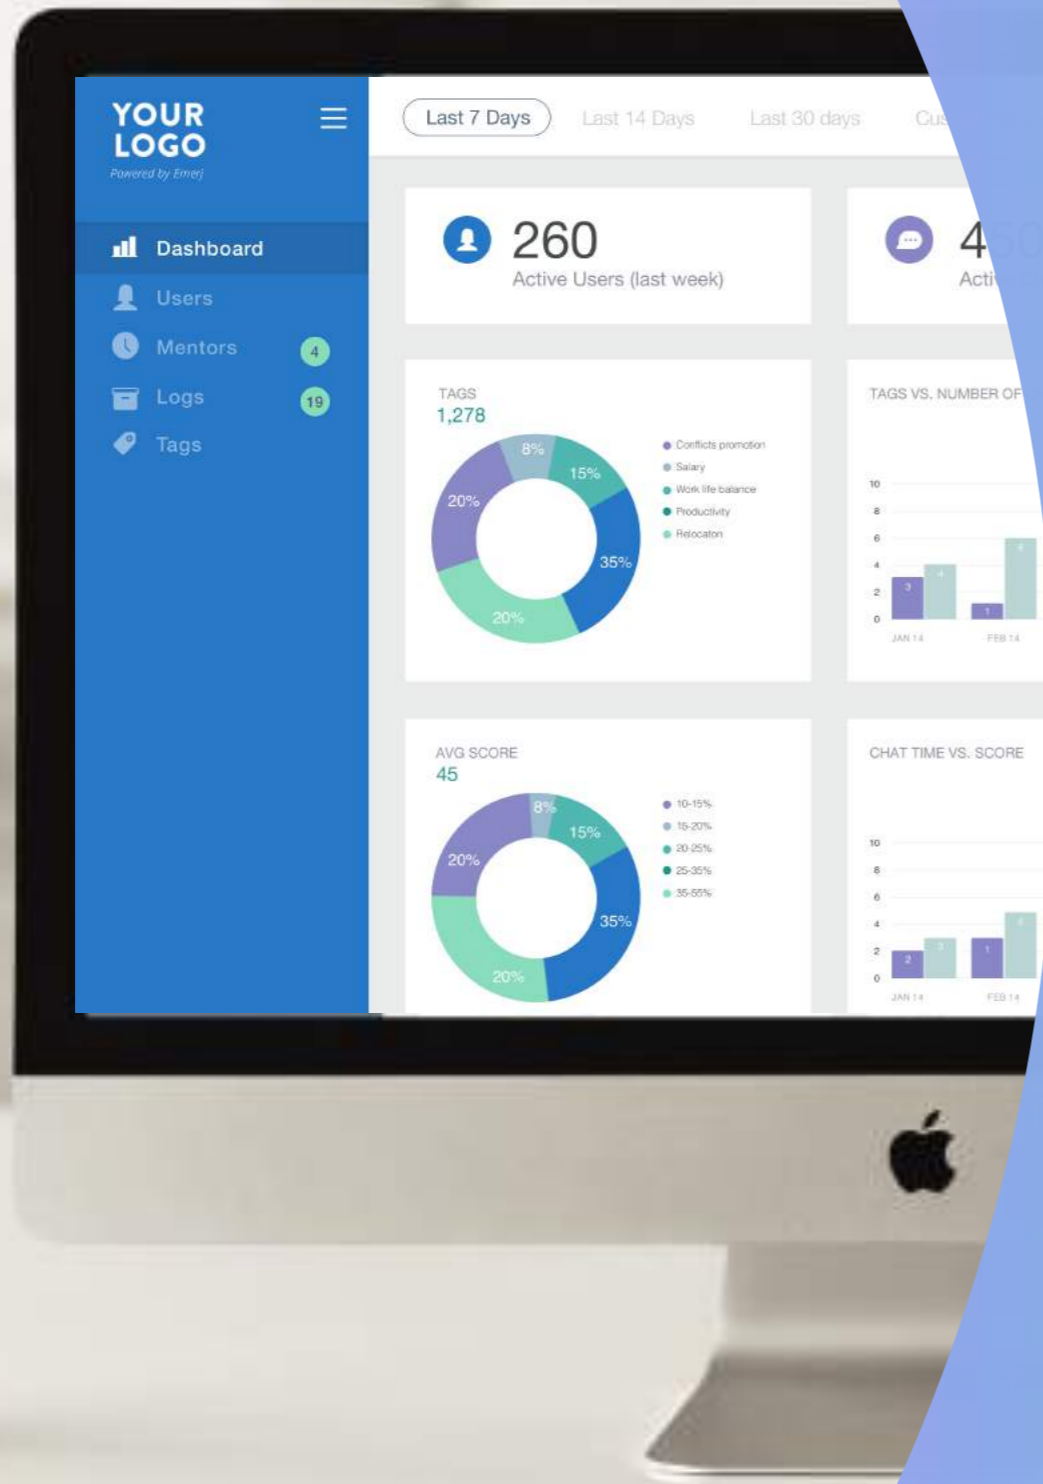 YOUR
LOGO
Powered by Emerj
Dashboard
Users
Mentors 4
Logs 19
Tags
Last 7 Days Last 14 Days Last 30 days
260
Active Users (last week)
450
TAGS
1,278
8%
15%
20%
35%
20%
Conflicts promotion
Salary
Work life balance
Productivity
Relocaton
TAGS VS. NUMBER OF
10
8
6
4
2
0
3 4 1 6
JAN 14 FEB 14
AVG SCORE
45
8%
15%
20%
35%
20%
10-15%
15-20%
20-25%
25-35%
35-55%
CHAT TIME VS. SCORE
10
8
6
4
2
0
2 3 1
JAN 14 FEB 14